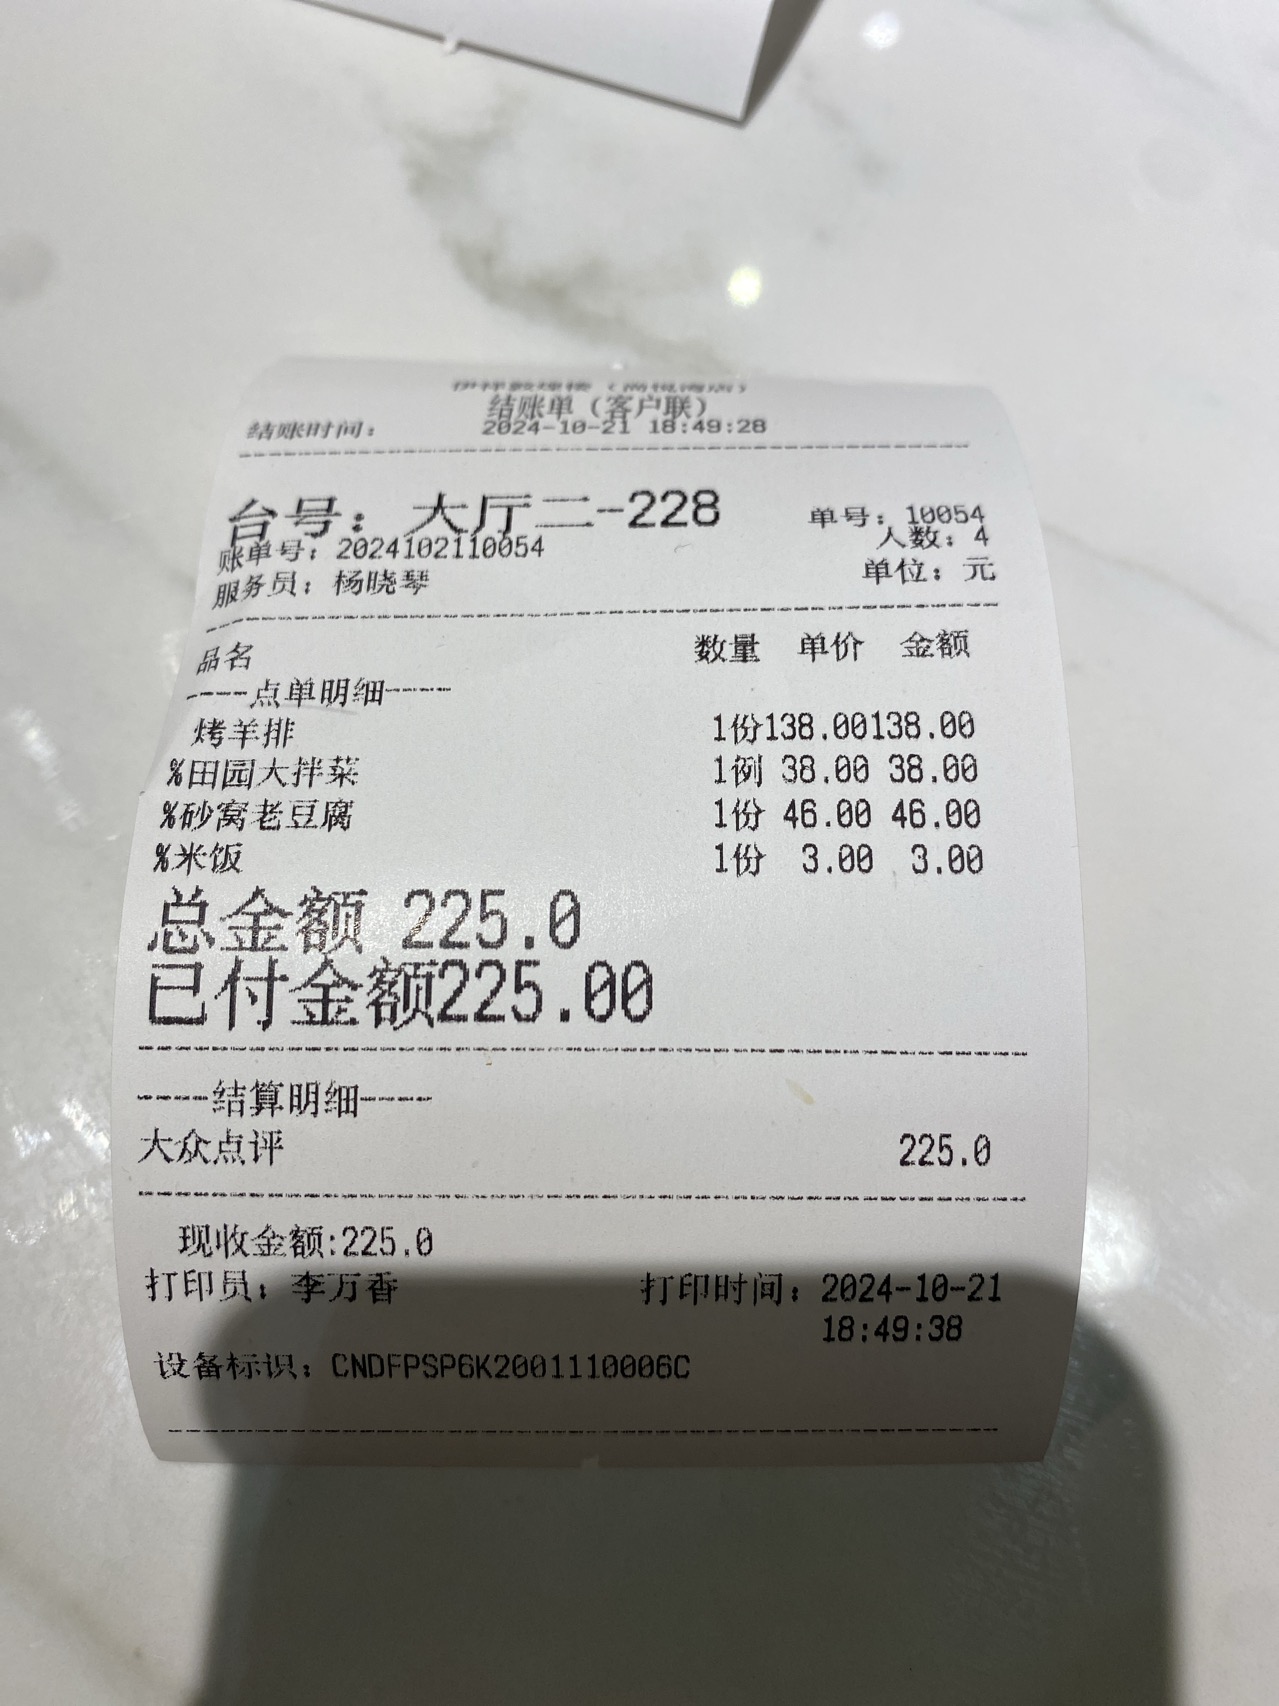 结账单（客户联）
结账时间： 2024-10-21 18:49:28
台号： 大厅二-228 单号：10054
账单号：2024102110054 人数：4
服务员：杨晓琴 单位：元
品名 数量 单价 金额
----点单明细----
烤羊排 1份138.00138.00
%田园大拌菜 1例 38.00 38.00
%砂窝老豆腐 1份 46.00 46.00
%米饭 1份 3.00 3.00
总金额 225.0
已付金额225.00
----结算明细----
大众点评 225.0
现收金额:225.0
打印员：李万香 打印时间：2024-10-21
18:49:38
设备标识：CNDFPSP6K2001110006C